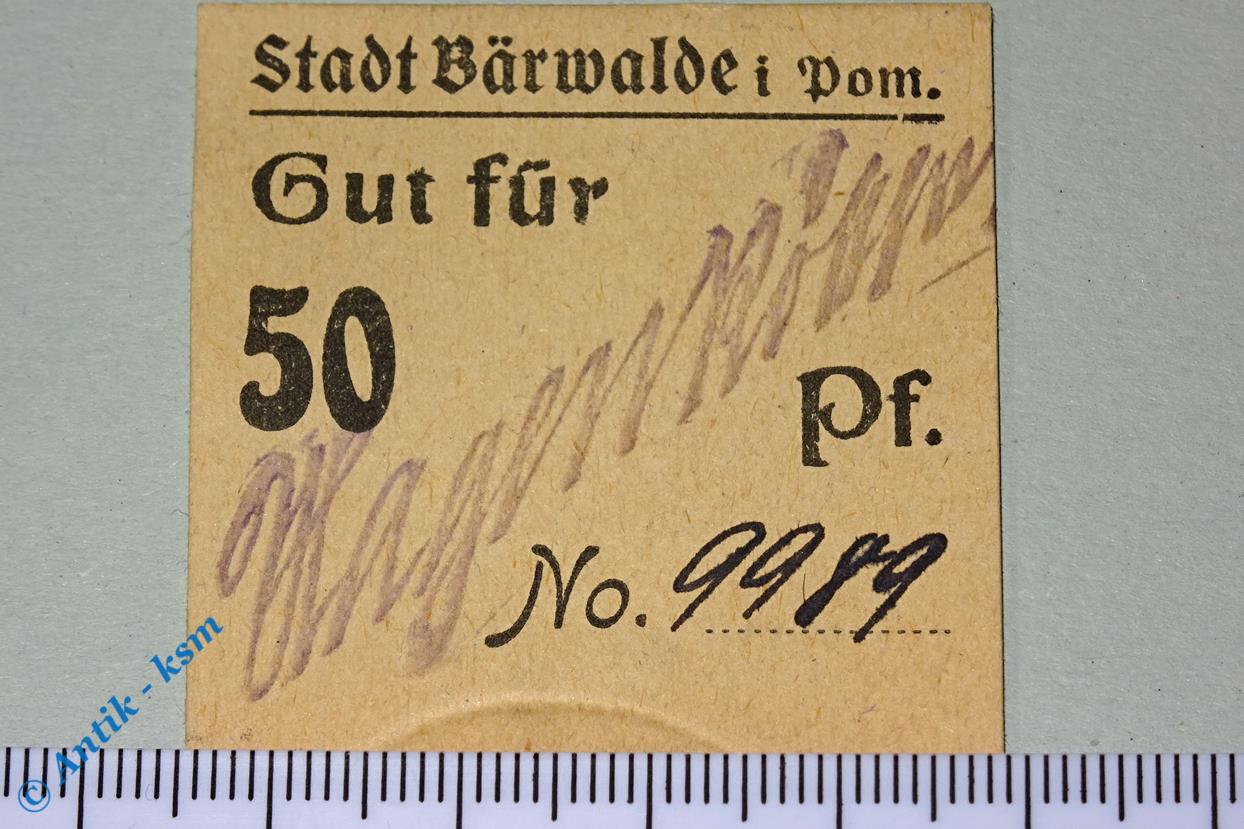 Stadt Bärwalde i Pom.
Gut für
50
Pf.
No. 9989
© Antik - ksm